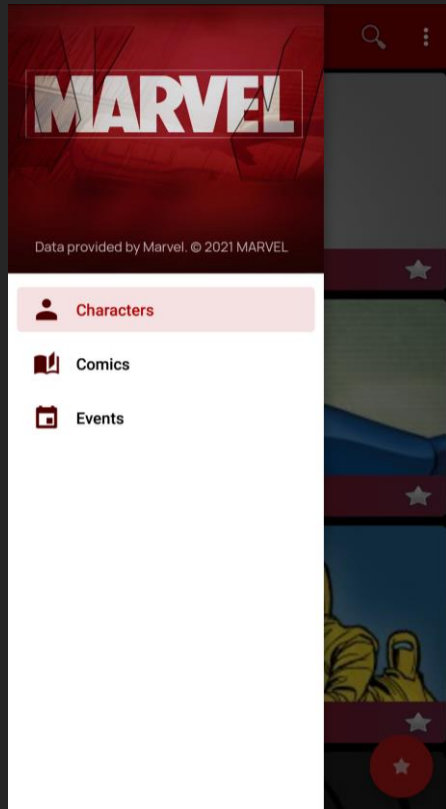 MARVEL
Data provided by Marvel. © 2021 MARVEL
Characters
Comics
Events